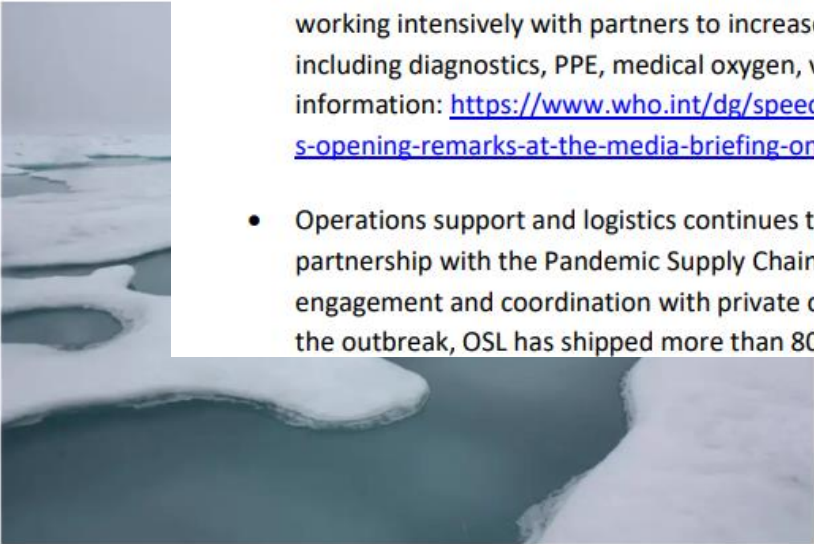 working intensively with partners to increase
including diagnostics, PPE, medical oxygen, v
information: https://www.who.int/dg/speec
s-opening-remarks-at-the-media-briefing-on
• Operations support and logistics continues t
partnership with the Pandemic Supply Chain
engagement and coordination with private c
the outbreak, OSL has shipped more than 80